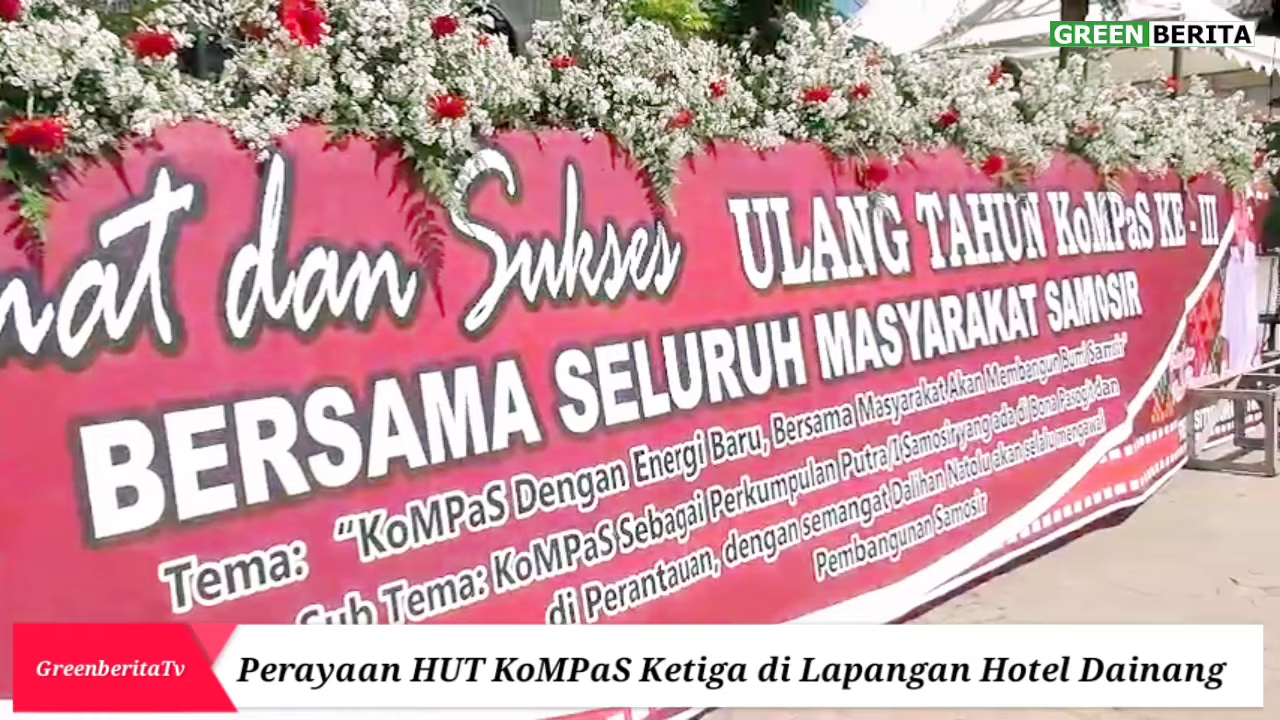 GREEN BERITA
mat dan Sukses ULANG TAHUN KoMPaS KE - III
BERSAMA SELURUH MASYARAKAT SAMOSIR
Tema: "KoMPaS Dengan Energi Baru, Bersama Masyarakat Akan Membangun Bumi Samosir"
Sub Tema: KoMPaS Sebagai Perkumpulan Putra/I Samosir yang ada di Bona Pasogit dan
di Perantauan, dengan semangat Dalihan Natolu akan selalu mengawal
Pembangunan Samosir
GreenberitaTv
Perayaan HUT KoMPaS Ketiga di Lapangan Hotel Dainang